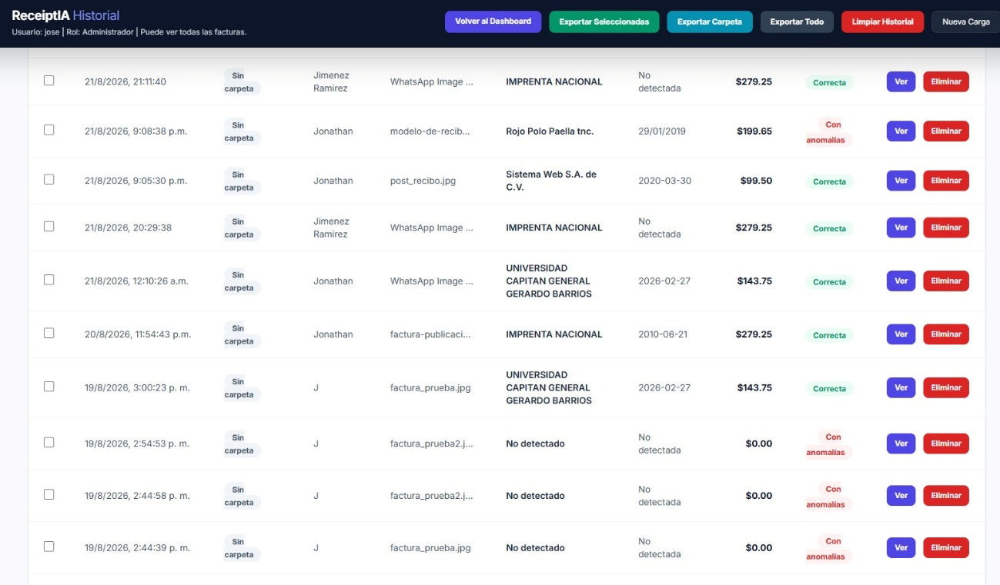 ReceiptIA Historial
Usuario: jose | Rol: Administrador | Puede ver todas las facturas.
Volver al Dashboard
Exportar Seleccionadas
Exportar Carpeta
Exportar Todo
Limpiar Historial
Nueva Carga
21/8/2026, 21:11:40
Sin
carpeta
Jimenez
Ramirez
WhatsApp Image ...
IMPRENTA NACIONAL
No
detectada
$279.25
Correcta
Ver
Eliminar
21/8/2026, 9:08:38 p.m.
Sin
carpeta
Jonathan
modelo-de-recib...
Rojo Polo Paella tnc.
29/01/2019
$199.65
Con
anomalías
Ver
Eliminar
21/8/2026, 9:05:30 p.m.
Sin
carpeta
Jonathan
post_recibo.jpg
Sistema Web S.A. de
C.V.
2020-03-30
$99.50
Correcta
Ver
Eliminar
21/8/2026, 20:29:38
Sin
carpeta
Jimenez
Ramirez
WhatsApp Image ...
IMPRENTA NACIONAL
No
detectada
$279.25
Correcta
Ver
Eliminar
21/8/2026, 12:10:26 a.m.
Sin
carpeta
Jonathan
WhatsApp Image ...
UNIVERSIDAD
CAPITAN GENERAL
GERARDO BARRIOS
2026-02-27
$143.75
Correcta
Ver
Eliminar
20/8/2026, 11:54:43 p.m.
Sin
carpeta
Jonathan
factura-publicaci...
IMPRENTA NACIONAL
2010-06-21
$279.25
Correcta
Ver
Eliminar
19/8/2026, 3:00:23 p. m.
Sin
carpeta
J
factura_prueba.jpg
UNIVERSIDAD
CAPITAN GENERAL
GERARDO BARRIOS
2026-02-27
$143.75
Correcta
Ver
Eliminar
19/8/2026, 2:54:53 p. m.
Sin
carpeta
J
factura_prueba2.j...
No detectado
No
detectada
$0.00
Con
anomalías
Ver
Eliminar
19/8/2026, 2:44:58 p. m.
Sin
carpeta
J
factura_prueba2.j...
No detectado
No
detectada
$0.00
Con
anomalías
Ver
Eliminar
19/8/2026, 2:44:39 p. m.
Sin
carpeta
J
factura_prueba.jpg
No detectado
No
detectada
$0.00
Con
anomalías
Ver
Eliminar